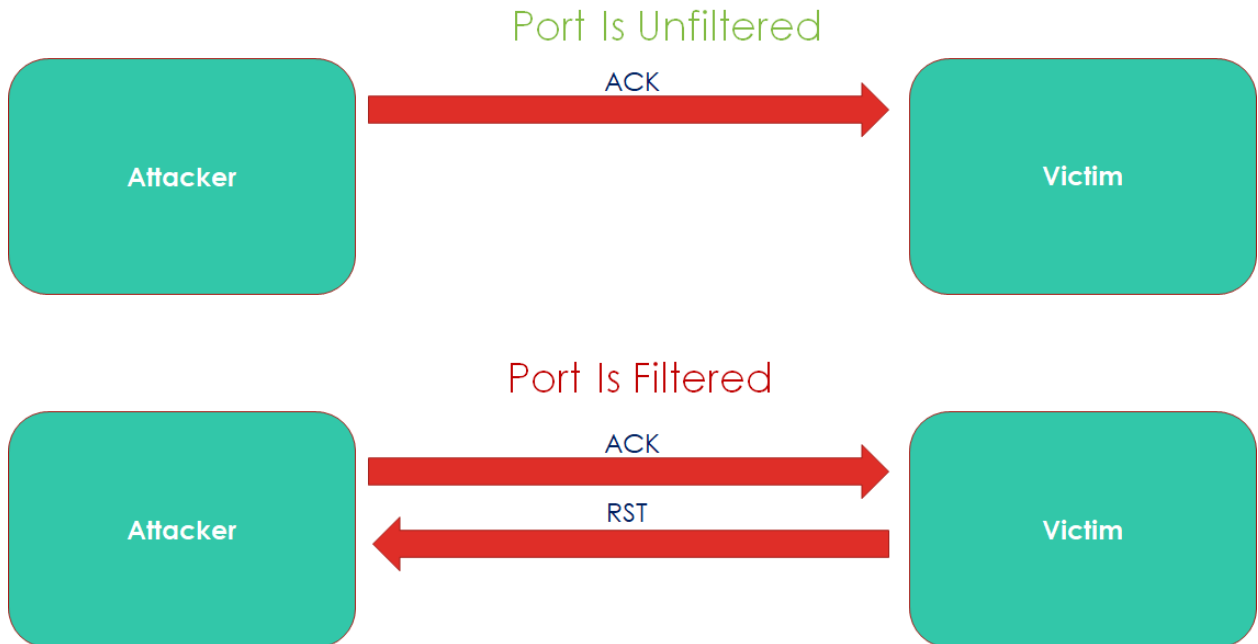 Port Is Unfiltered
ACK
Attacker
Victim
Port Is Filtered
ACK
RST
Attacker
Victim